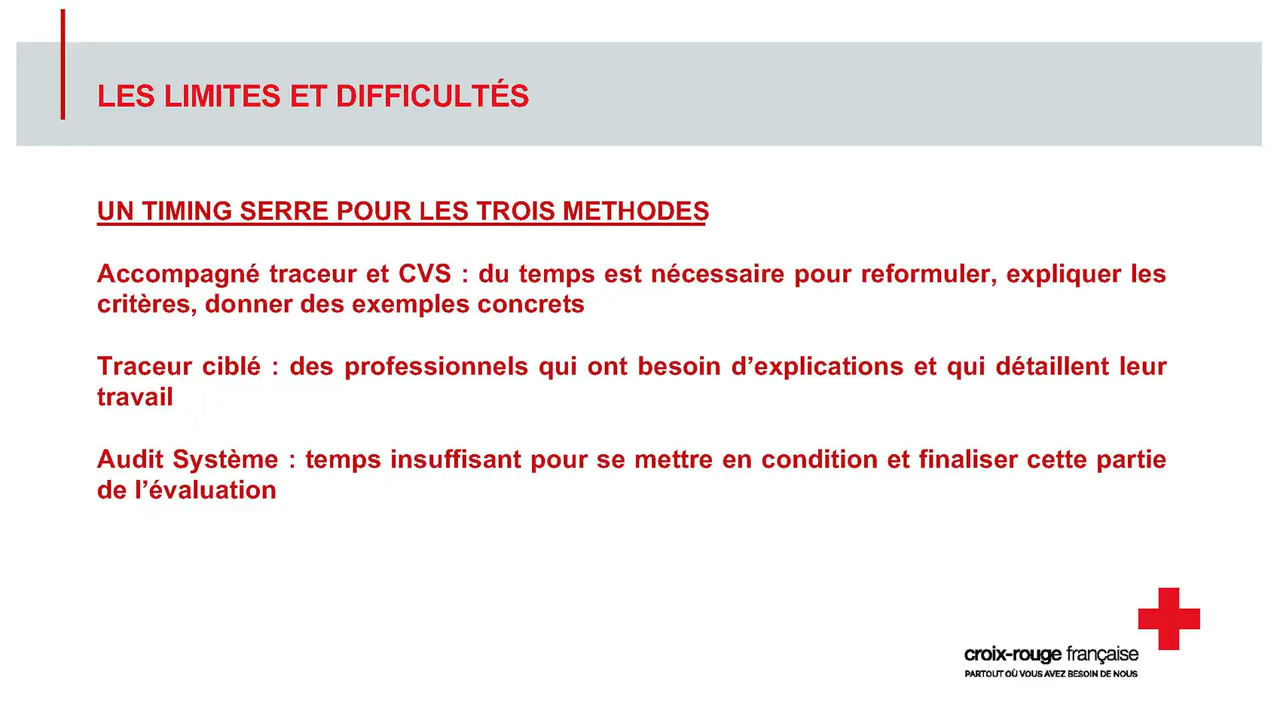 LES LIMITES ET DIFFICULTÉS
UN TIMING SERRE POUR LES TROIS METHODES
Accompagné traceur et CVS : du temps est nécessaire pour reformuler, expliquer les
critères, donner des exemples concrets
Traceur ciblé : des professionnels qui ont besoin d’explications et qui détaillent leur
travail
Audit Système : temps insuffisant pour se mettre en condition et finaliser cette partie
de l’évaluation
croix-rouge française
PARTOUT OÙ VOUS AVEZ BESOIN DE NOUS